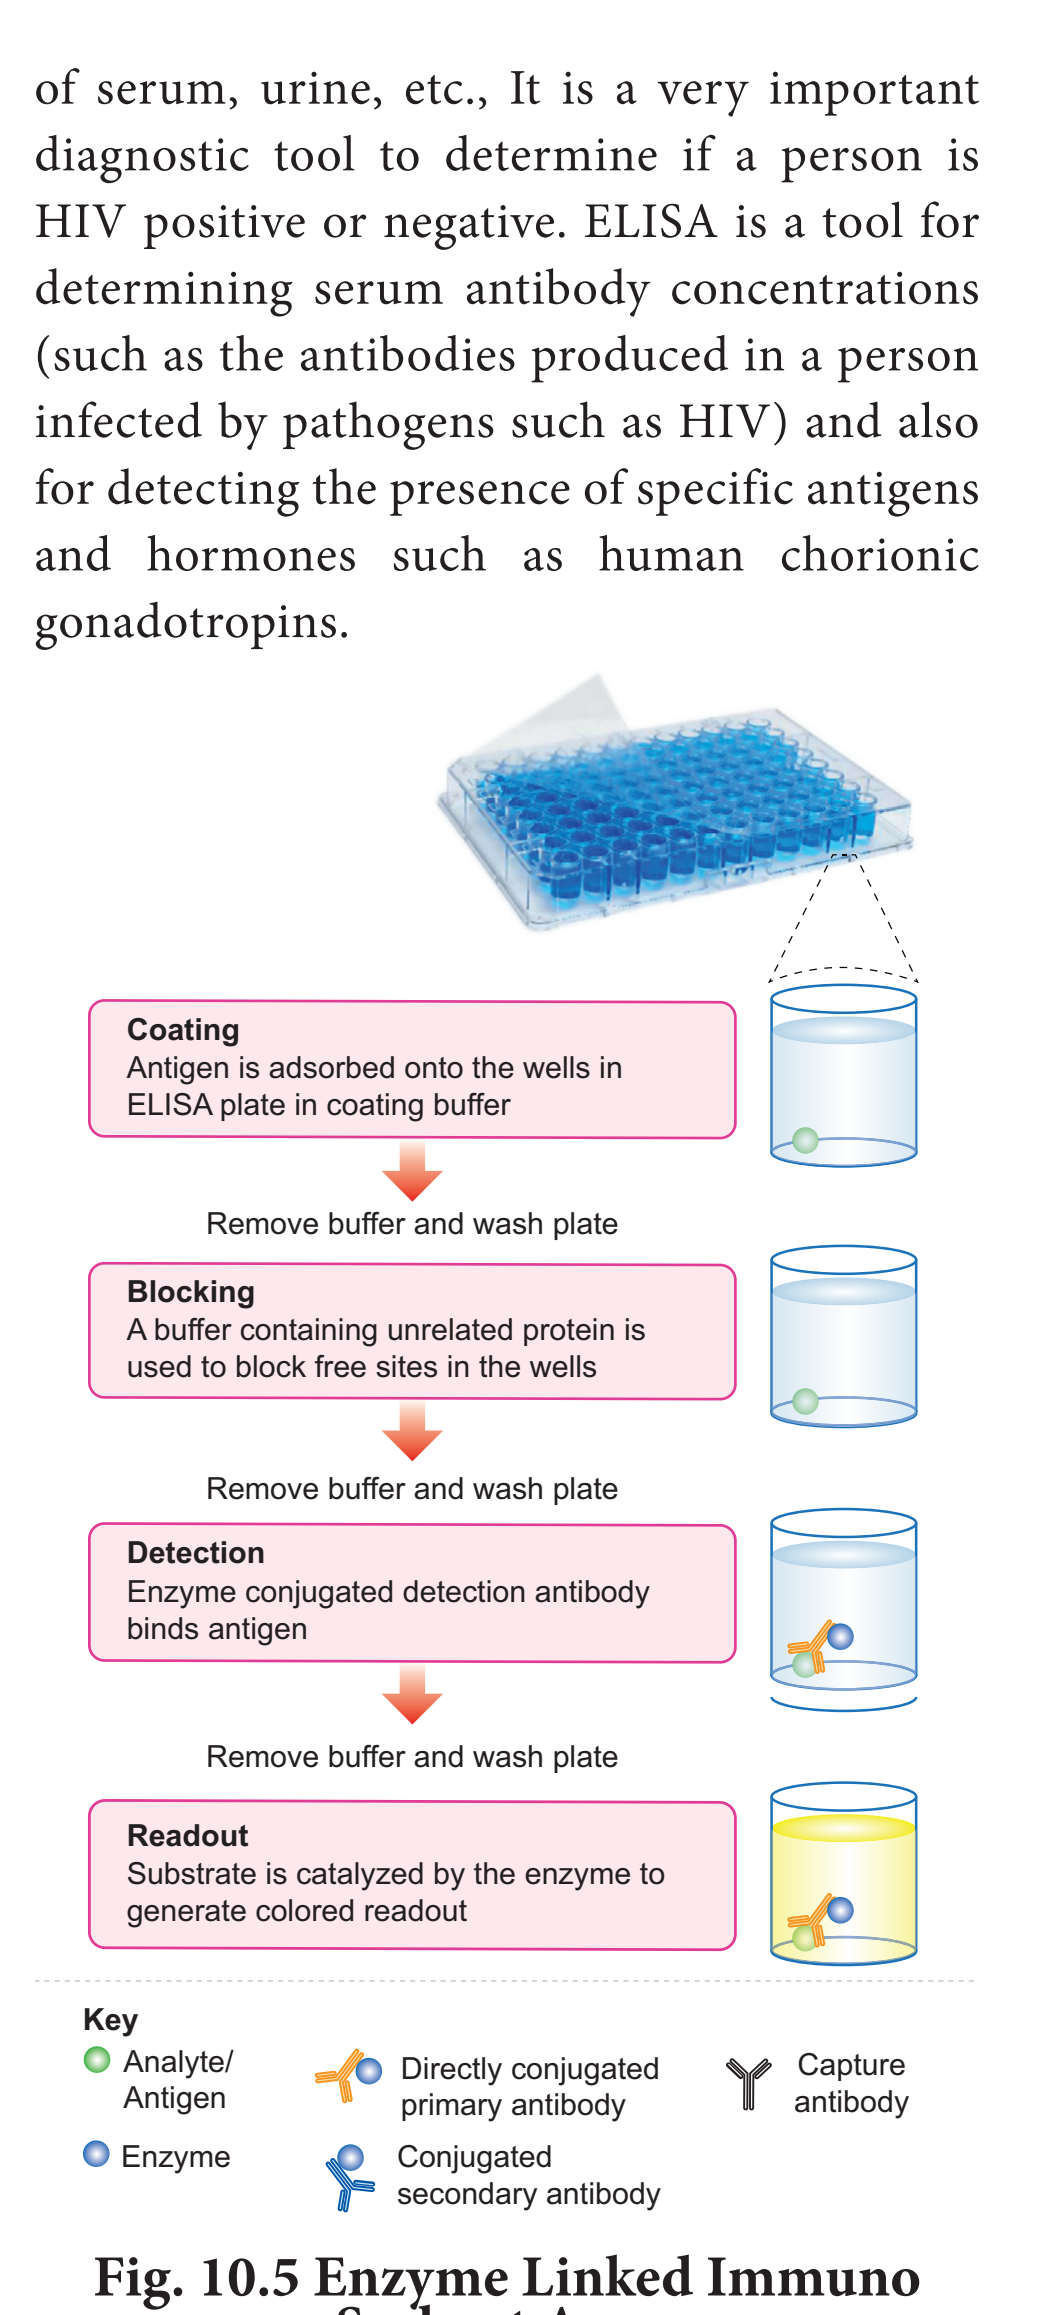 of serum, urine, etc., It is a very important
diagnostic tool to determine if a person is
HIV positive or negative. ELISA is a tool for
determining serum antibody concentrations
(such as the antibodies produced in a person
infected by pathogens such as HIV) and also
for detecting the presence of specific antigens
and hormones such as human chorionic
gonadotropins.
Coating
Antigen is adsorbed onto the wells in
ELISA plate in coating buffer
Remove buffer and wash plate
Blocking
A buffer containing unrelated protein is
used to block free sites in the wells
Remove buffer and wash plate
Detection
Enzyme conjugated detection antibody
binds antigen
Remove buffer and wash plate
Readout
Substrate is catalyzed by the enzyme to
generate colored readout
Key
Analyte/
Antigen
Directly conjugated
primary antibody
Capture
antibody
Enzyme
Conjugated
secondary antibody
Fig. 10.5 Enzyme Linked Immuno